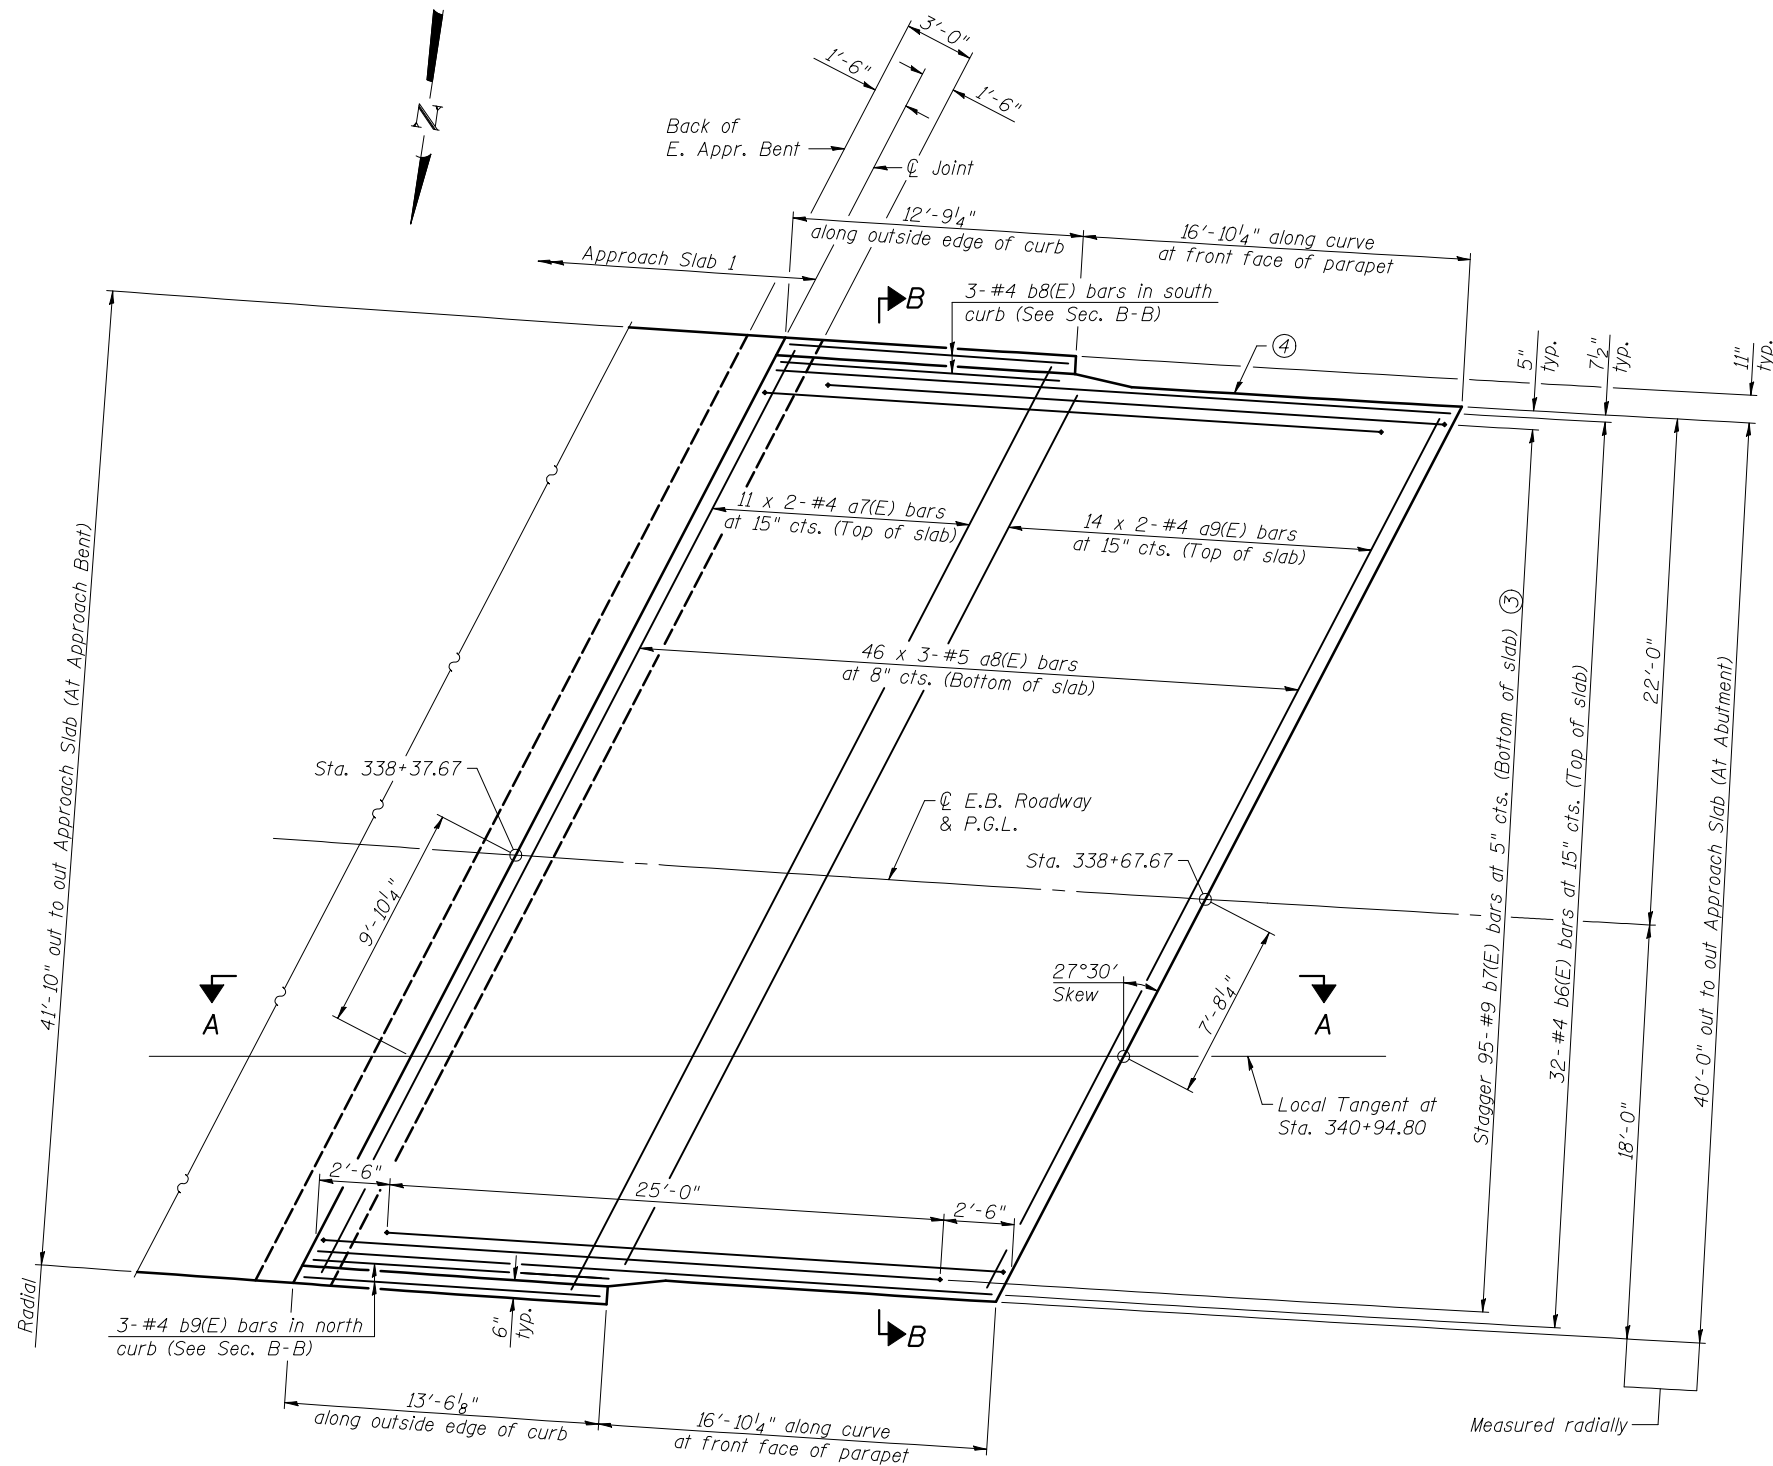 N
3'-0"
1'-6"
1'-6"
Back of
E. Appr. Bent
℄ Joint
12'-9¼"
along outside edge of curb
16'-10¼" along curve
at front face of parapet
Approach Slab 1
B
3-#4 b8(E) bars in south
curb (See Sec. B-B)
4
5"
typ.
7½"
typ.
11"
typ.
11 x 2-#4 a7(E) bars
at 15" cts. (Top of slab)
14 x 2-#4 a9(E) bars
at 15" cts. (Top of slab)
46 x 3-#5 a8(E) bars
at 8" cts. (Bottom of slab)
41'-10" out to out Approach Slab (At Approach Bent)
Stagger 95-#9 b7(E) bars at 5" cts. (Bottom of slab) 3
32-#4 b6(E) bars at 15" cts. (Top of slab)
22'-0"
40'-0" out to out Approach Slab (At Abutment)
Sta. 338+37.67
℄ E.B. Roadway
& P.G.L.
Sta. 338+67.67
9'-10¼"
27°30'
Skew
7'-8¼"
A
A
Local Tangent at
Sta. 340+94.80
18'-0"
2'-6"
25'-0"
2'-6"
Radial
3-#4 b9(E) bars in north
curb (See Sec. B-B)
6"
typ.
B
13'-6⅛"
along outside edge of curb
16'-10¼" along curve
at front face of parapet
Measured radially